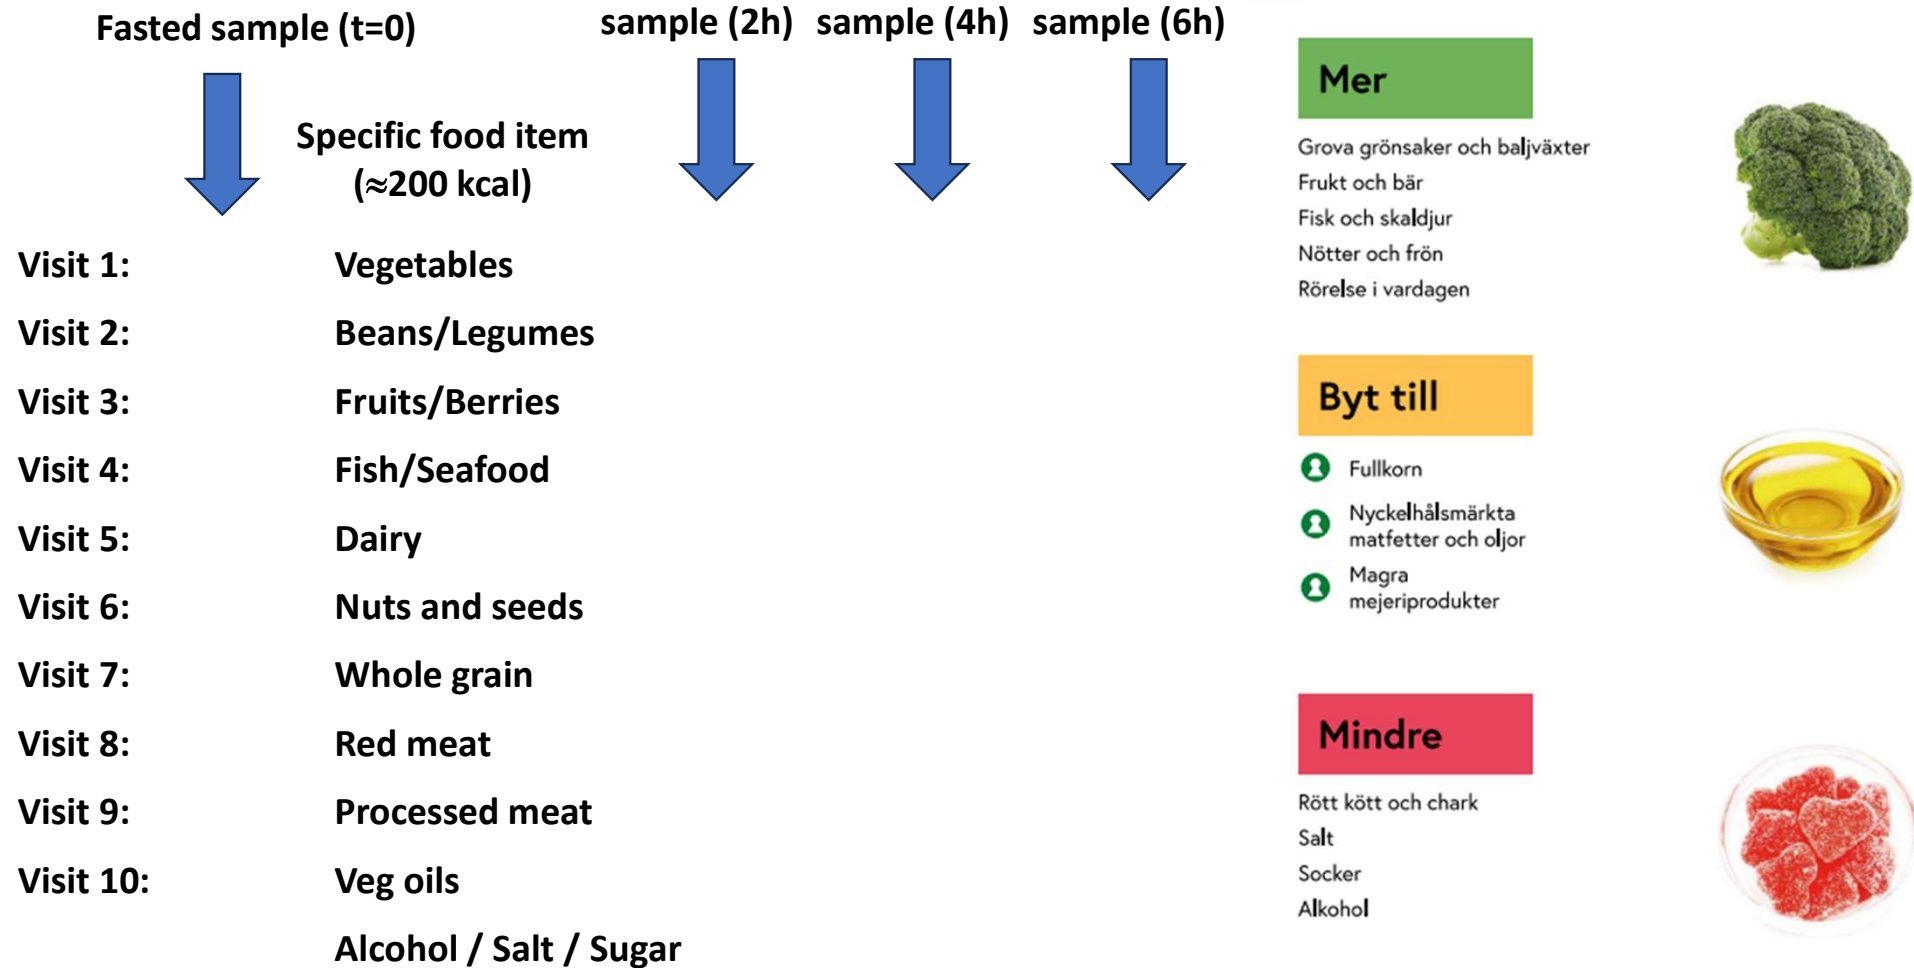 Fasted sample (t=0)
sample (2h) sample (4h) sample (6h)
Specific food item
(≈200 kcal)
Visit 1: Vegetables
Visit 2: Beans/Legumes
Visit 3: Fruits/Berries
Visit 4: Fish/Seafood
Visit 5: Dairy
Visit 6: Nuts and seeds
Visit 7: Whole grain
Visit 8: Red meat
Visit 9: Processed meat
Visit 10: Veg oils
Alcohol / Salt / Sugar
Mer
Grova grönsaker och baljväxter
Frukt och bär
Fisk och skaldjur
Nötter och frön
Rörelse i vardagen
Byt till
Fullkorn
Nyckelhålsmärkta
matfetter och oljor
Magra
mejeriprodukter
Mindre
Rött kött och chark
Salt
Socker
Alkohol